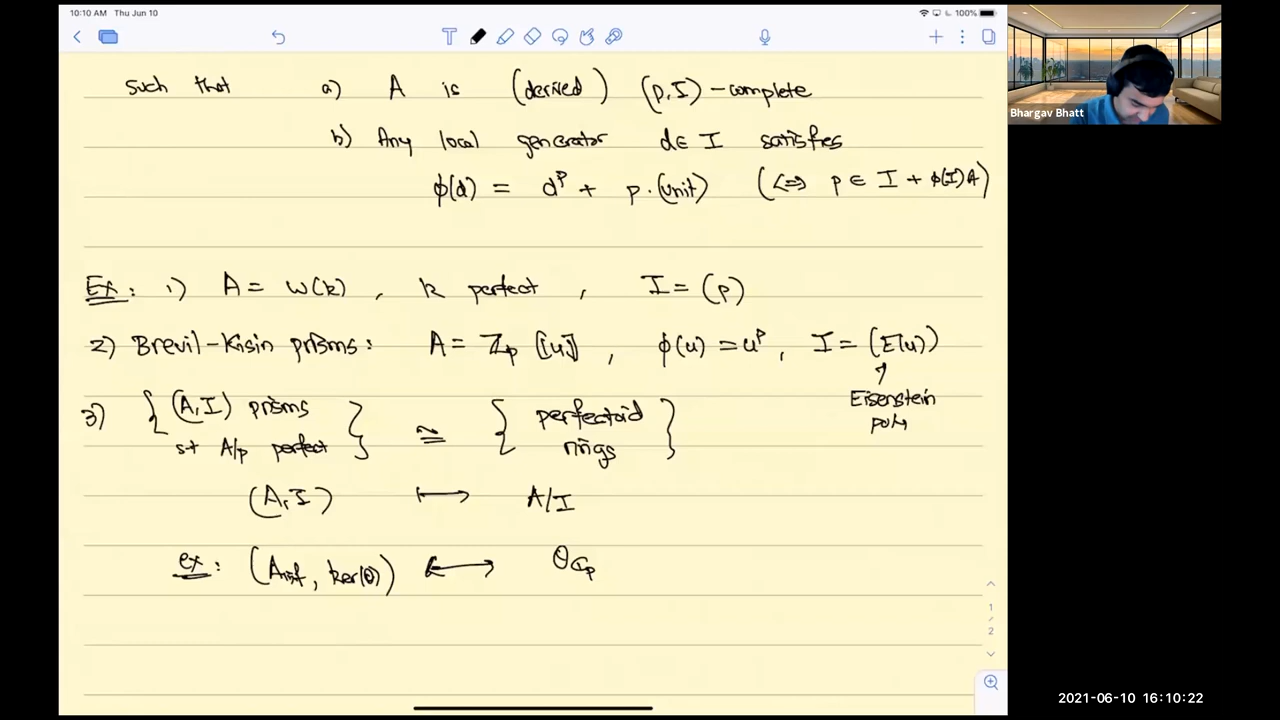 10:10 AM Thu Jun 10
100%
such that a) A is (derived) (p,I)-complete
b) Any local generator d∈I satisfies
ϕ(d) = d^p + p·(unit) (⇔ p ∈ I + ϕ(I)A)
Ex: 1) A = W(k), k perfect, I = (p)
2) Breuil-Kisin prisms: A = ℤ_p[[u]], ϕ(u) = u^p, I = (E(u))
↑
Eisenstein
poly
3) { (A,I) prisms s.t A/p perfect } ≃ { perfectoid rings }
(A,I) ↦ A/I
ex: (A_inf, ker(θ)) ↔ O_{C_p}
Bhargav Bhatt
1
/
2
2021-06-10 16:10:22